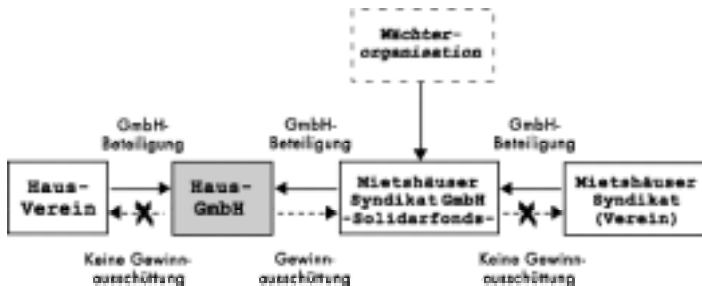 Wächter-
organisation
GmbH-
Beteiligung
GmbH-
Beteiligung
GmbH-
Beteiligung
Haus-
Verein
Haus-
GmbH
Mietshäuser
Syndikat GmbH
-Solidarfonds-
Mietshäuser
Syndikat
(Verein)
Keine Gewinn-
ausschüttung
Gewinn-
ausschüttung
Keine Gewinn-
ausschüttung